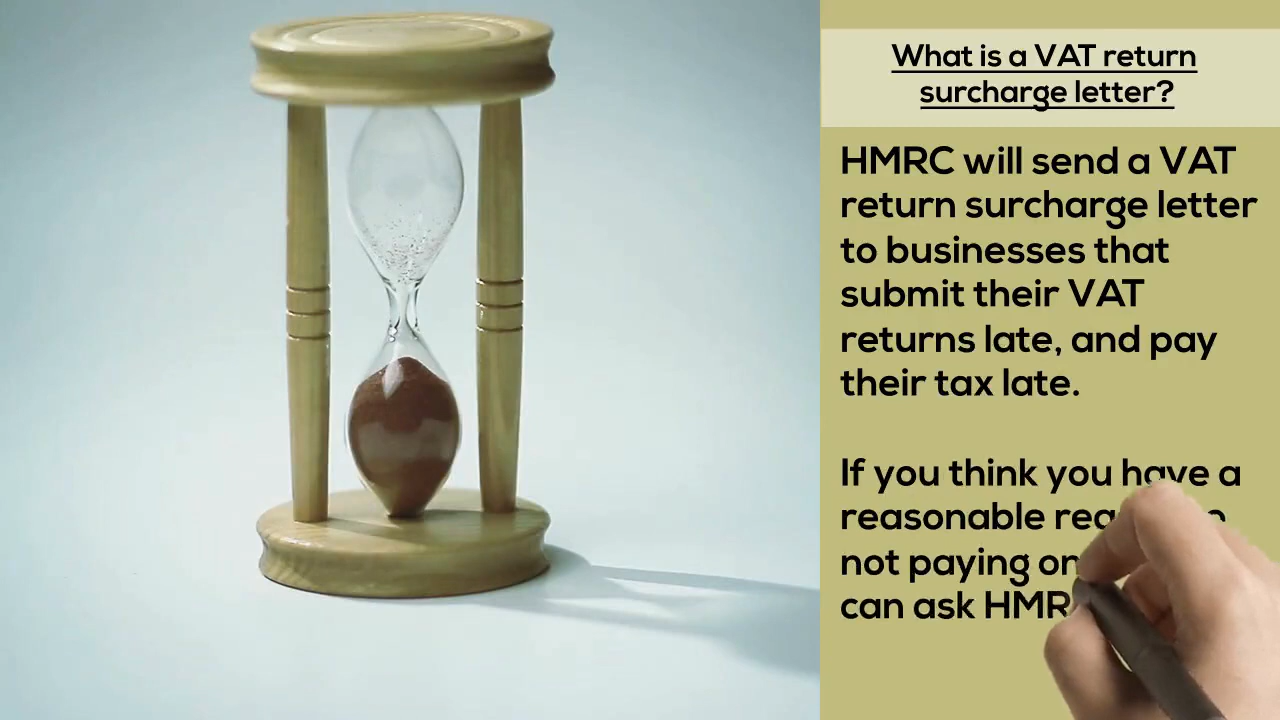 What is a VAT return
surcharge letter?
HMRC will send a VAT
return surcharge letter
to businesses that
submit their VAT
returns late, and pay
their tax late.
If you think you have a
reasonable
not paying
can ask